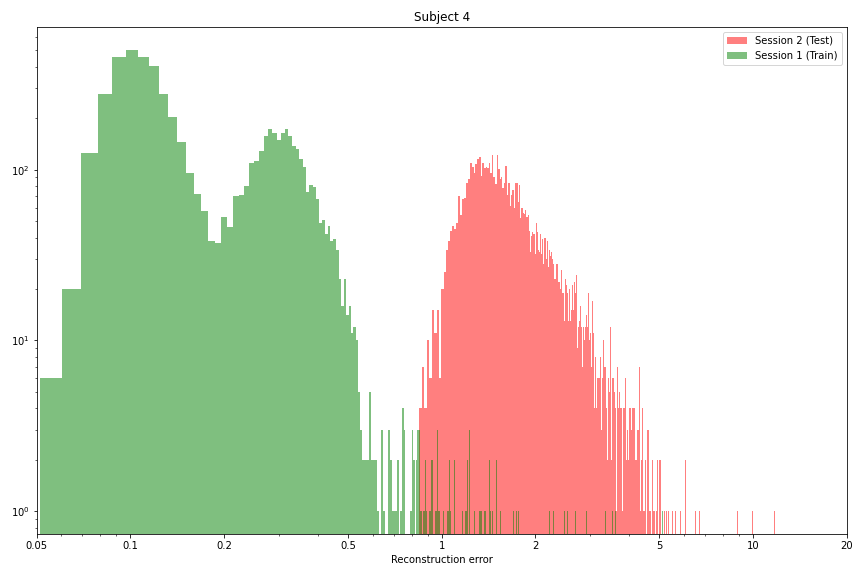 Subject 4
Session 2 (Test)
Session 1 (Train)
10²
10¹
10⁰
0.05 0.1 0.2 0.5 1 2 5 10 20
Reconstruction error